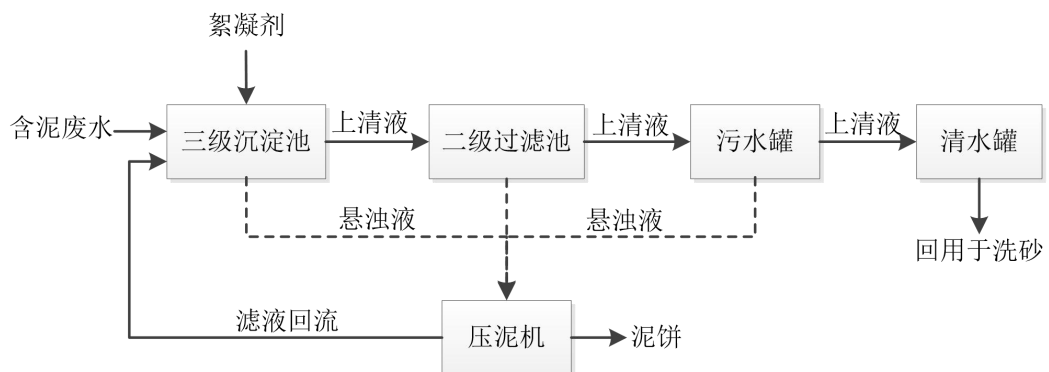 絮凝剂
含泥废水
三级沉淀池
上清液
二级过滤池
上清液
污水罐
上清液
清水罐
悬浊液
悬浊液
回用于洗砂
滤液回流
压泥机
泥饼